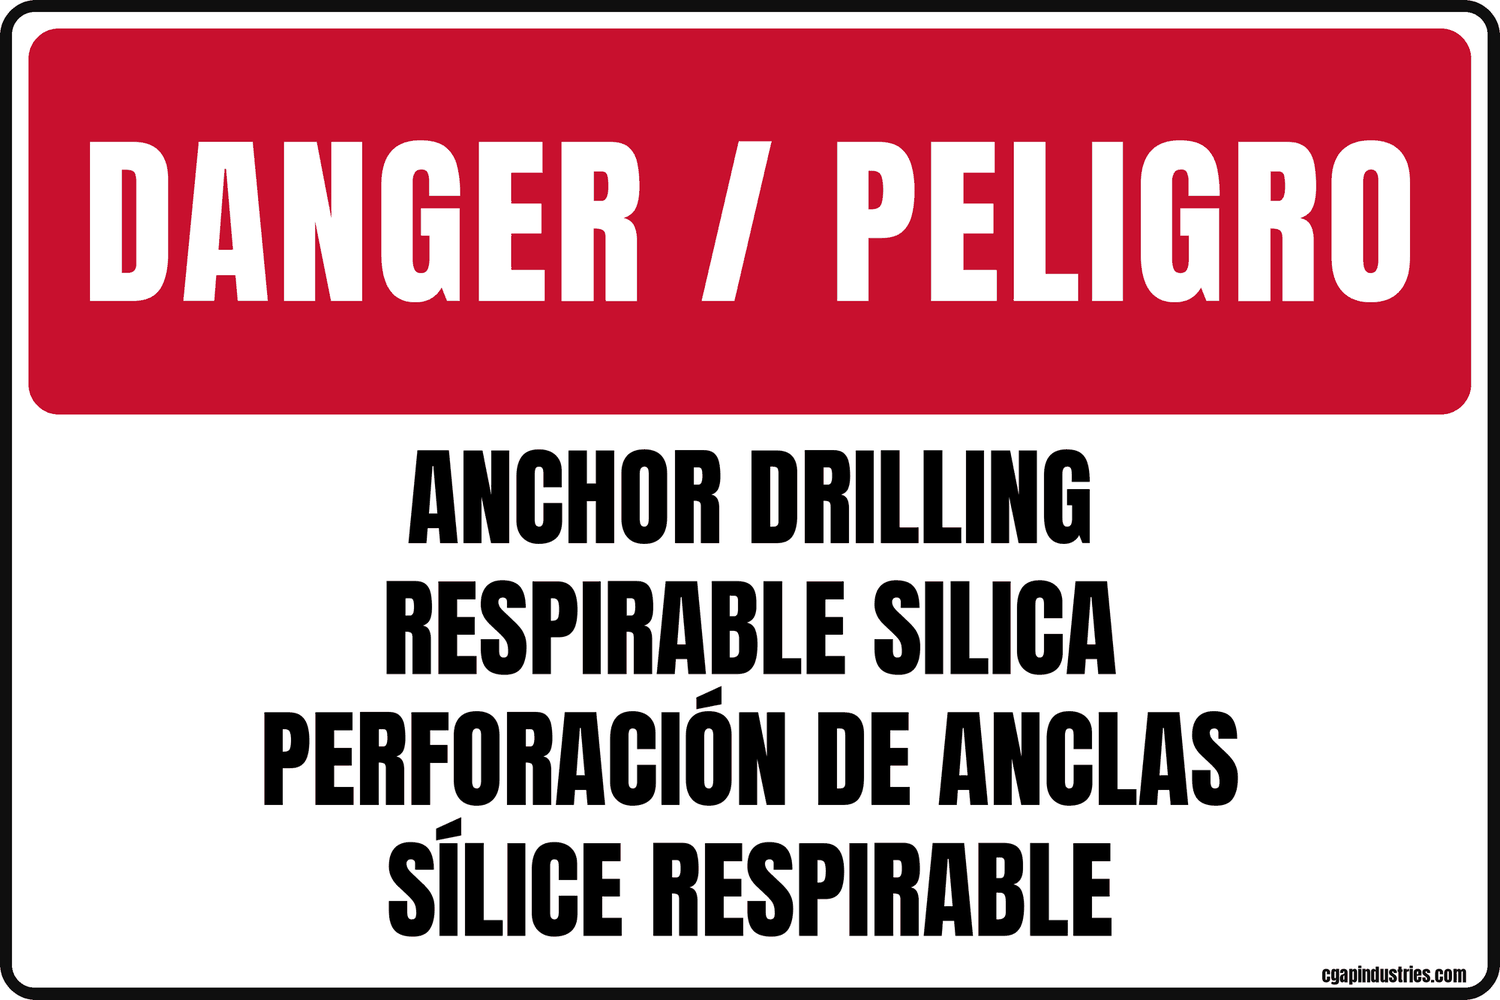 DANGER / PELIGRO
ANCHOR DRILLING
RESPIRABLE SILICA
PERFORACIÓN DE ANCLAS
SÍLICE RESPIRABLE
cgapindustries.com